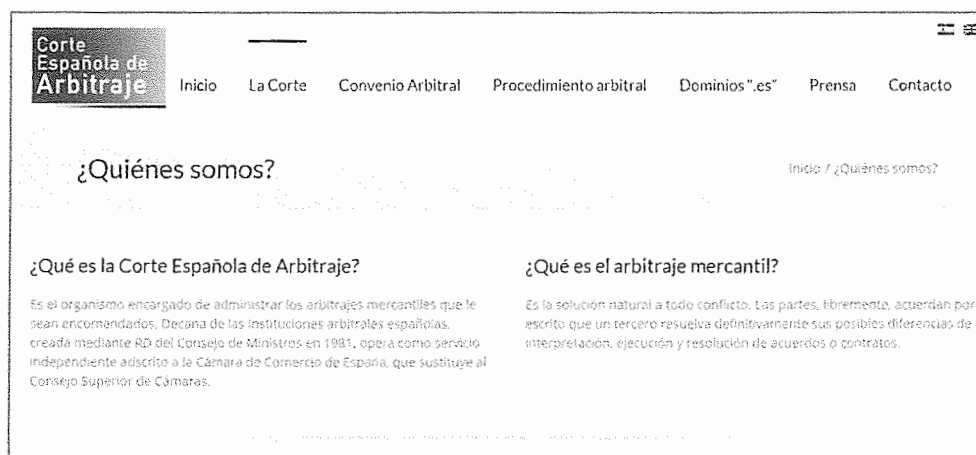 Corte
Española de
Arbitraje
Inicio La Corte Convenio Arbitral Procedimiento arbitral Dominios ".es" Prensa Contacto
¿Quiénes somos?
Inicio / ¿Quiénes somos?
¿Qué es la Corte Española de Arbitraje?
Es el organismo encargado de administrar los arbitrajes mercantiles que le
sean encomendados. Decana de las instituciones arbitrales españolas,
creada mediante RD del Consejo de Ministros en 1981, opera como servicio
independiente adscrito a la Cámara de Comercio de España, que sustituye al
Consejo Superior de Cámaras.
¿Qué es el arbitraje mercantil?
Es la solución natural a todo conflicto. Las partes, libremente, acuerdan por
escrito que un tercero resuelva definitivamente sus posibles diferencias de
interpretación, ejecución y resolución de acuerdos o contratos.